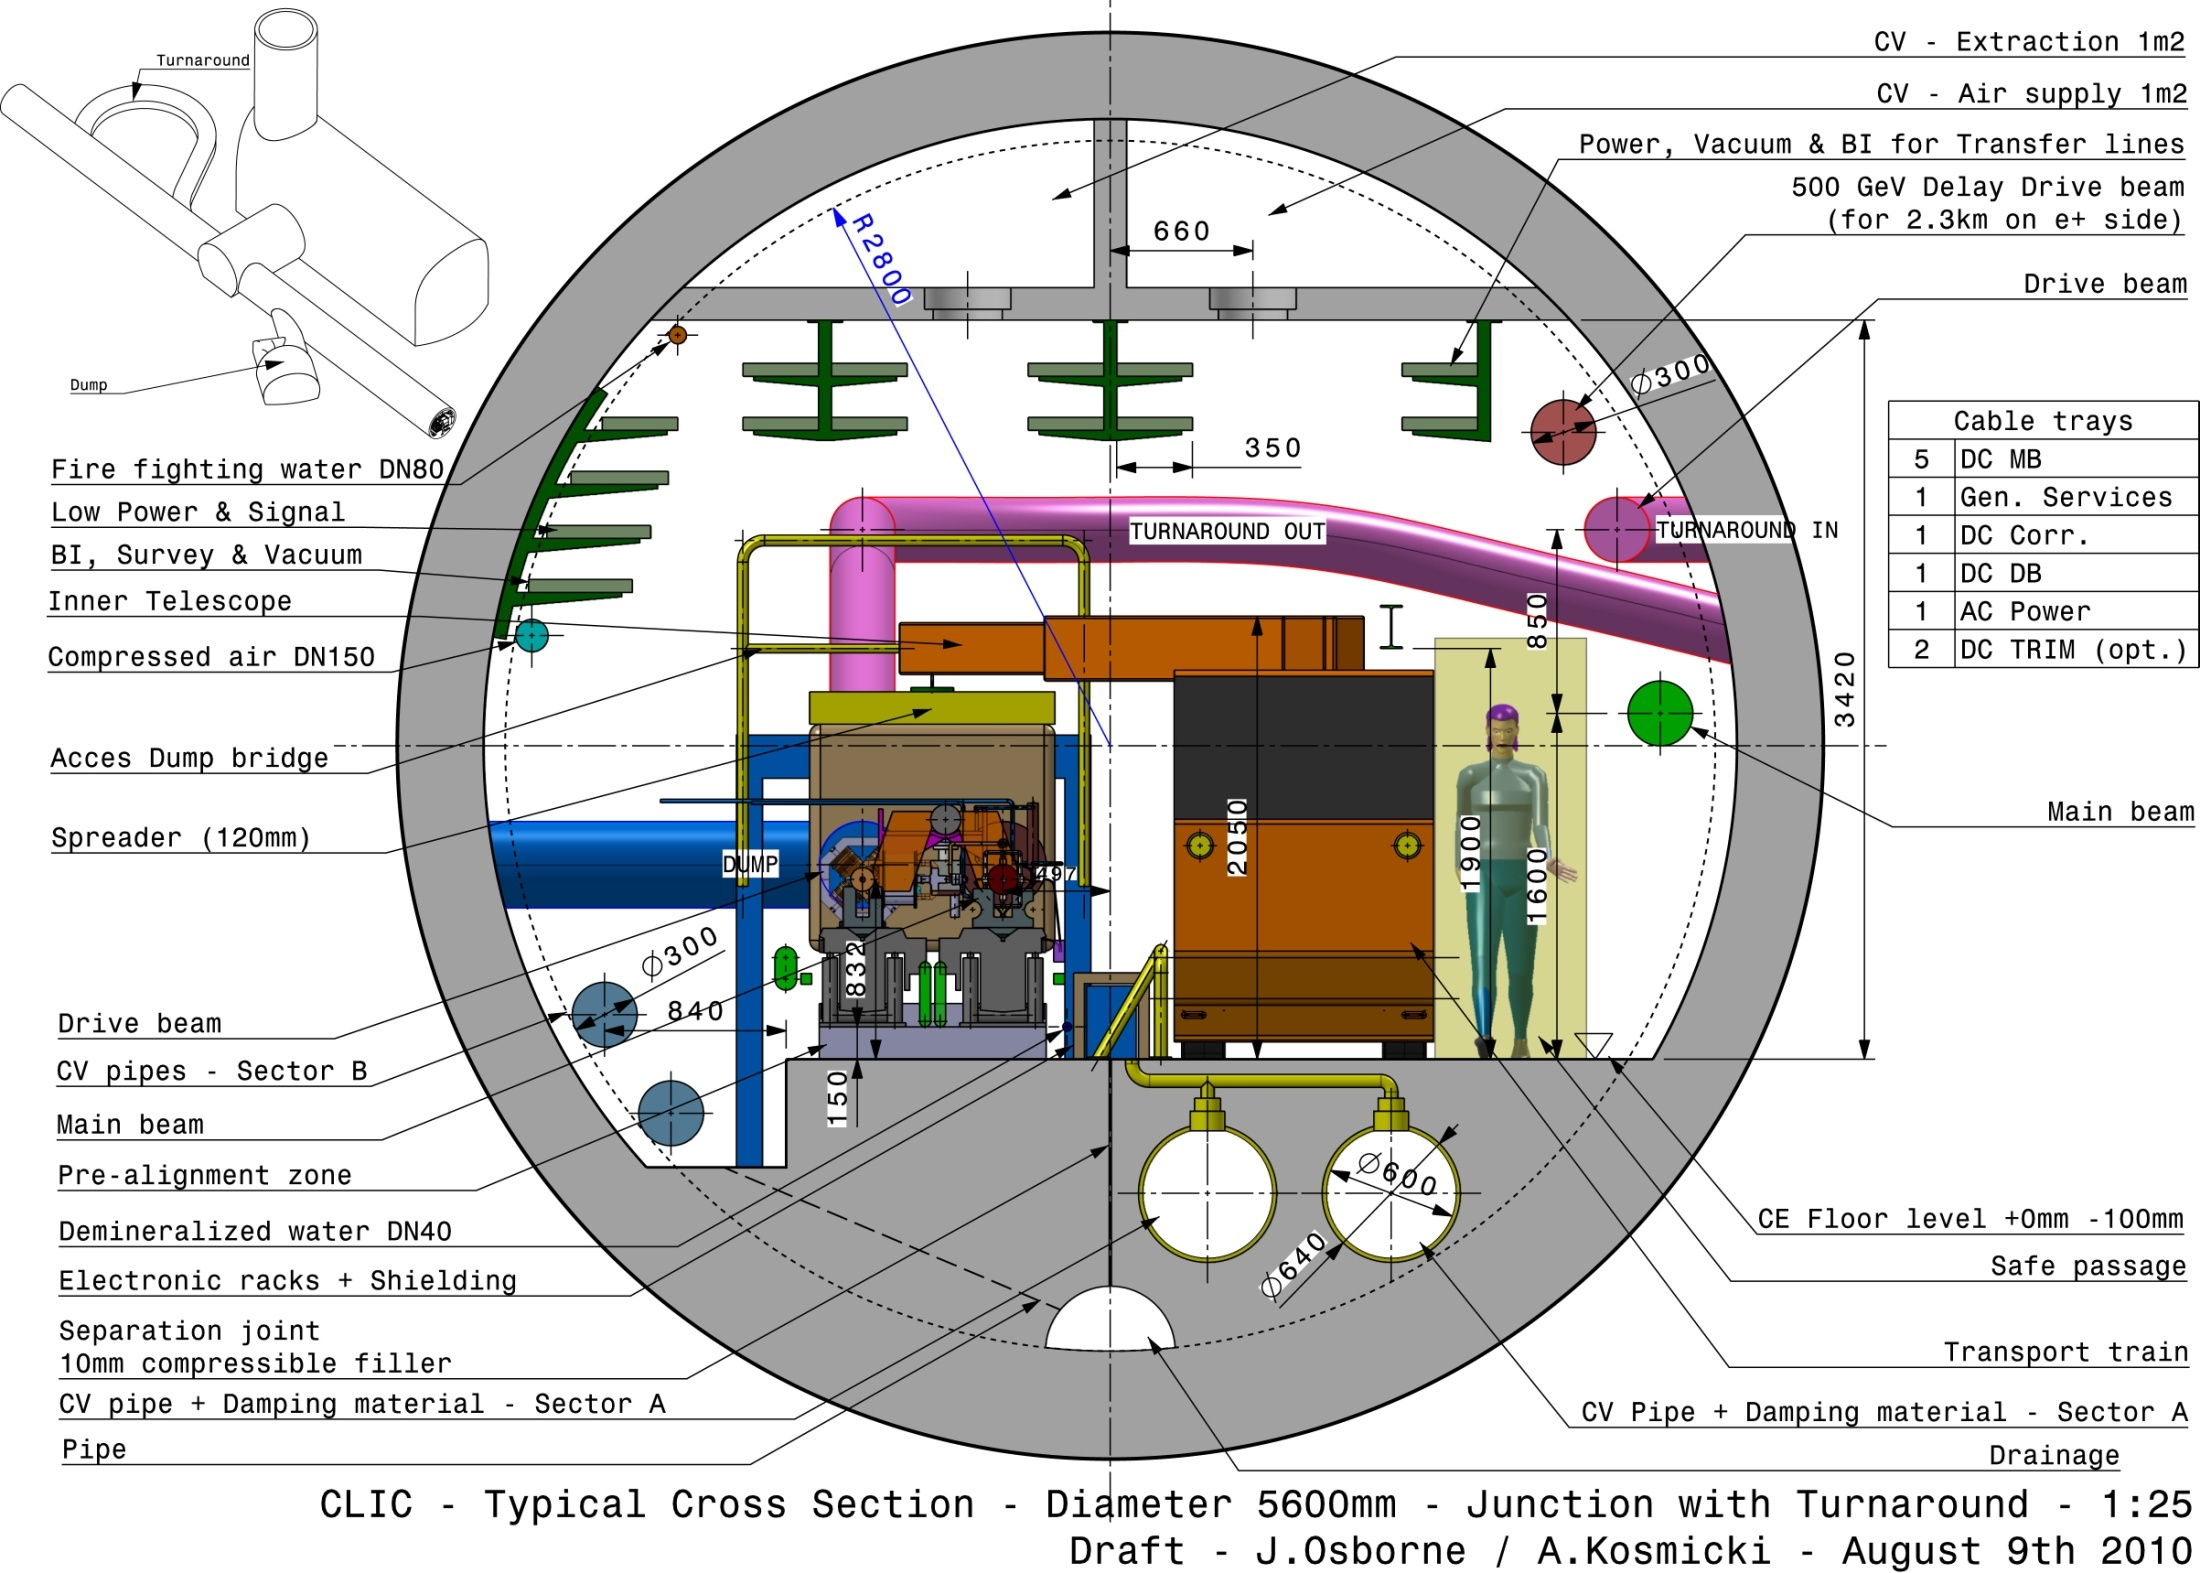 Turnaround
Dump
CV - Extraction 1m2
CV - Air supply 1m2
Power, Vacuum & BI for Transfer lines
500 GeV Delay Drive beam
(for 2.3km on e+ side)
Drive beam
R2800
660
Ø300
350
Cable trays
5 DC MB
1 Gen. Services
1 DC Corr.
1 DC DB
1 AC Power
2 DC TRIM (opt.)
Fire fighting water DN80
Low Power & Signal
BI, Survey & Vacuum
Inner Telescope
Compressed air DN150
TURNAROUND OUT
TURNAROUND IN
850
3420
Acces Dump bridge
Spreader (120mm)
Main beam
DUMP
497
2050
1900
1600
Ø300
840
832
150
Drive beam
CV pipes - Sector B
Main beam
Pre-alignment zone
Demineralized water DN40
Electronic racks + Shielding
Separation joint
10mm compressible filler
CV pipe + Damping material - Sector A
Pipe
Ø600
Ø640
CE Floor level +0mm -100mm
Safe passage
Transport train
CV Pipe + Damping material - Sector A
Drainage
CLIC - Typical Cross Section - Diameter 5600mm - Junction with Turnaround - 1:25
Draft - J.Osborne / A.Kosmicki - August 9th 2010